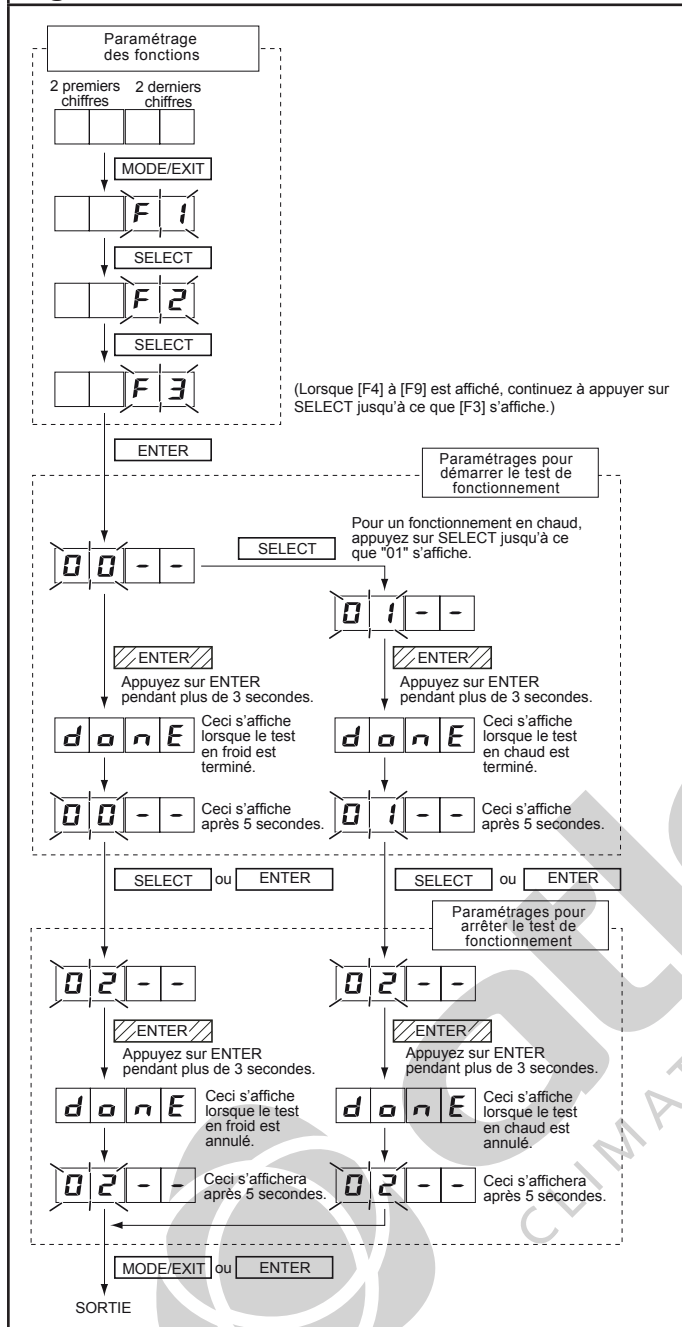 Paramétrage
des fonctions
2 premiers
chiffres
2 derniers
chiffres
MODE/EXIT
F 1
SELECT
F 2
SELECT
F 3
(Lorsque [F4] à [F9] est affiché, continuez à appuyer sur
SELECT jusqu’à ce que [F3] s’affiche.)
ENTER
Paramétrages pour
démarrer le test de
fonctionnement
Pour un fonctionnement en chaud,
appuyez sur SELECT jusqu’à ce
que "01" s’affiche.
0 0 - -
SELECT
0 1 - -
ENTER
Appuyez sur ENTER
pendant plus de 3 secondes.
ENTER
Appuyez sur ENTER
pendant plus de 3 secondes.
d o n E
Ceci s’affiche
lorsque le test
en froid est
terminé.
d o n E
Ceci s’affiche
lorsque le test
en chaud est
terminé.
0 0 - -
Ceci s’affiche
après 5 secondes.
0 1 - -
Ceci s’affiche
après 5 secondes.
SELECT ou ENTER
SELECT ou ENTER
Paramétrages pour
arrêter le test de
fonctionnement
0 2 - -
0 2 - -
ENTER
Appuyez sur ENTER
pendant plus de 3 secondes.
ENTER
Appuyez sur ENTER
pendant plus de 3 secondes.
d o n E
Ceci s’affiche
lorsque le test
en froid est
annulé.
d o n E
Ceci s’affiche
lorsque le test
en chaud est
annulé.
0 2 - -
Ceci s’affichera
après 5 secondes.
0 2 - -
Ceci s’affichera
après 5 secondes.
MODE/EXIT ou ENTER
SORTIE